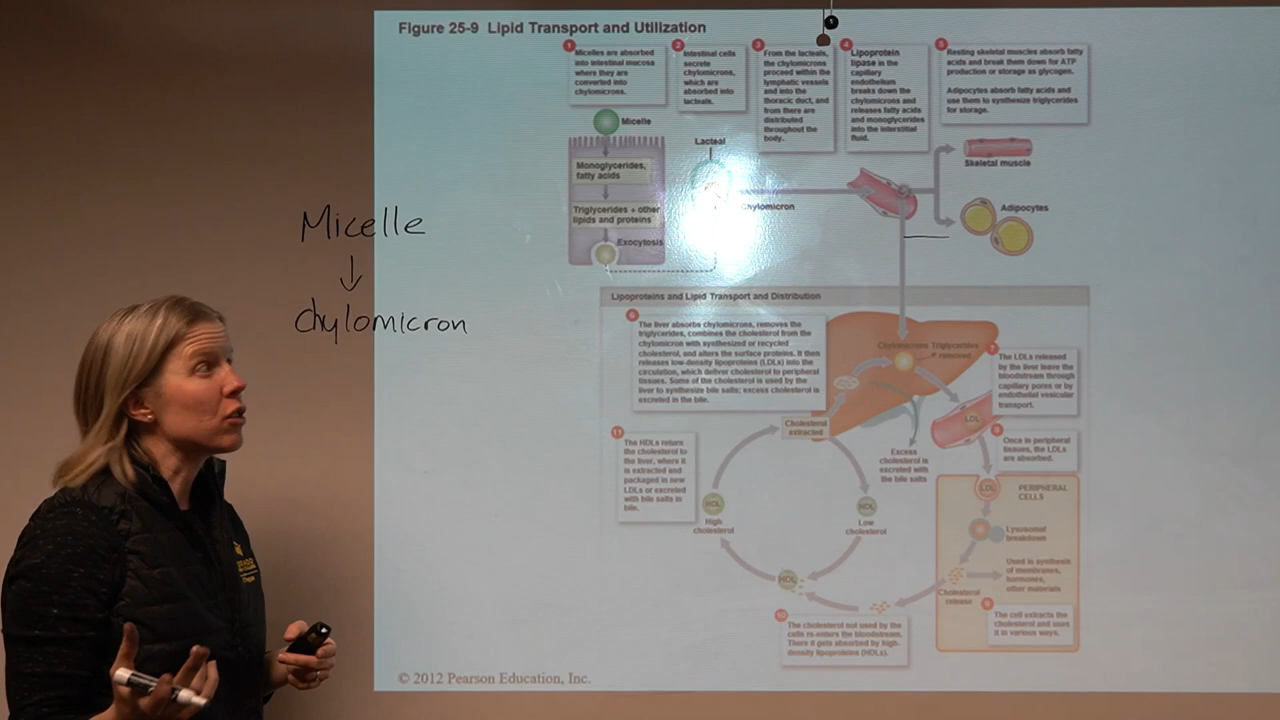 Figure 25-9 Lipid Transport and Utilization
1
Micelles are absorbed
into intestinal mucosa
where they are
converted into
chylomicrons.
2
Intestinal cells
secrete
chylomicrons,
which are
absorbed into
lacteals.
3
From the lacteals,
the chylomicrons
proceed within the
lymphatic vessels
and into the
thoracic duct, and
from there are
distributed
throughout the
body.
4
Lipoprotein
lipase in the
capillary
endothelium
breaks down the
chylomicrons and
releases fatty acids
and monoglycerides
into the interstitial
fluid.
5
Resting skeletal muscles absorb fatty
acids and break them down for ATP
production or storage as glycogen.
Adipocytes absorb fatty acids and
use them to synthesize triglycerides
for storage.
Micelle
Lacteal
Monoglycerides,
fatty acids
Triglycerides + other
lipids and proteins
Exocytosis
Chylomicron
Skeletal muscle
Adipocytes
Micelle
↓
Chylomicron
Lipoproteins and Lipid Transport and Distribution
6
The liver absorbs chylomicrons, removes the
triglycerides, combines the cholesterol from the
chylomicron with synthesized or recycled
cholesterol, and alters the surface proteins. It then
releases low-density lipoproteins (LDLs) into the
circulation, which deliver cholesterol to peripheral
tissues. Some of the cholesterol is used by the
liver to synthesize bile salts; excess cholesterol is
excreted in the bile.
Chylomicrons Triglycerides
removed
7
The LDLs released
by the liver leave the
bloodstream through
capillary pores or by
endothelial vesicular
transport.
LDL
Cholesterol
extracted
Excess
cholesterol is
excreted with
the bile salts
8
Once in peripheral
tissues, the LDLs
are absorbed.
11
The HDLs return
the cholesterol to
the liver, where it
is extracted and
packaged in new
LDLs or excreted
with bile salts in
bile.
LDL
PERIPHERAL
CELLS
HDL
High
cholesterol
HDL
Low
cholesterol
Lysosomal
breakdown
Used in synthesis
of membranes,
hormones,
other materials
HDL
Cholesterol
release
9
The cell extracts the
cholesterol and uses
it is various ways.
10
The cholesterol not used by the
cells re-enters the bloodstream.
There it gets absorbed by high-
density lipoproteins (HDLs).
© 2012 Pearson Education, Inc.